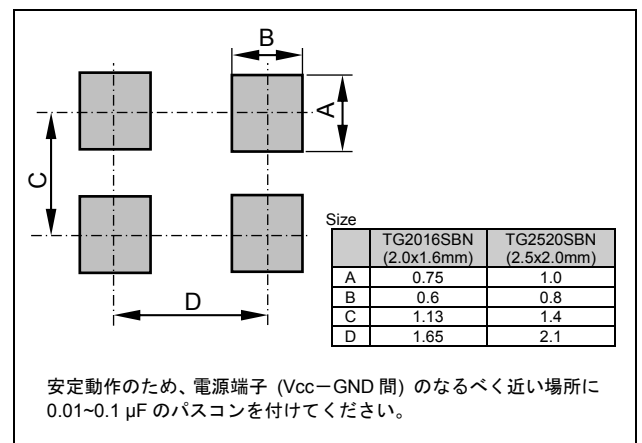 B
A
C
D
Size
TG2016SBN TG2520SBN
(2.0x1.6mm) (2.5x2.0mm)
A 0.75 1.0
B 0.6 0.8
C 1.13 1.4
D 1.65 2.1
安定動作のため、電源端子 (Vcc－GND 間) のなるべく近い場所に
0.01~0.1 µF のパスコンを付けてください。